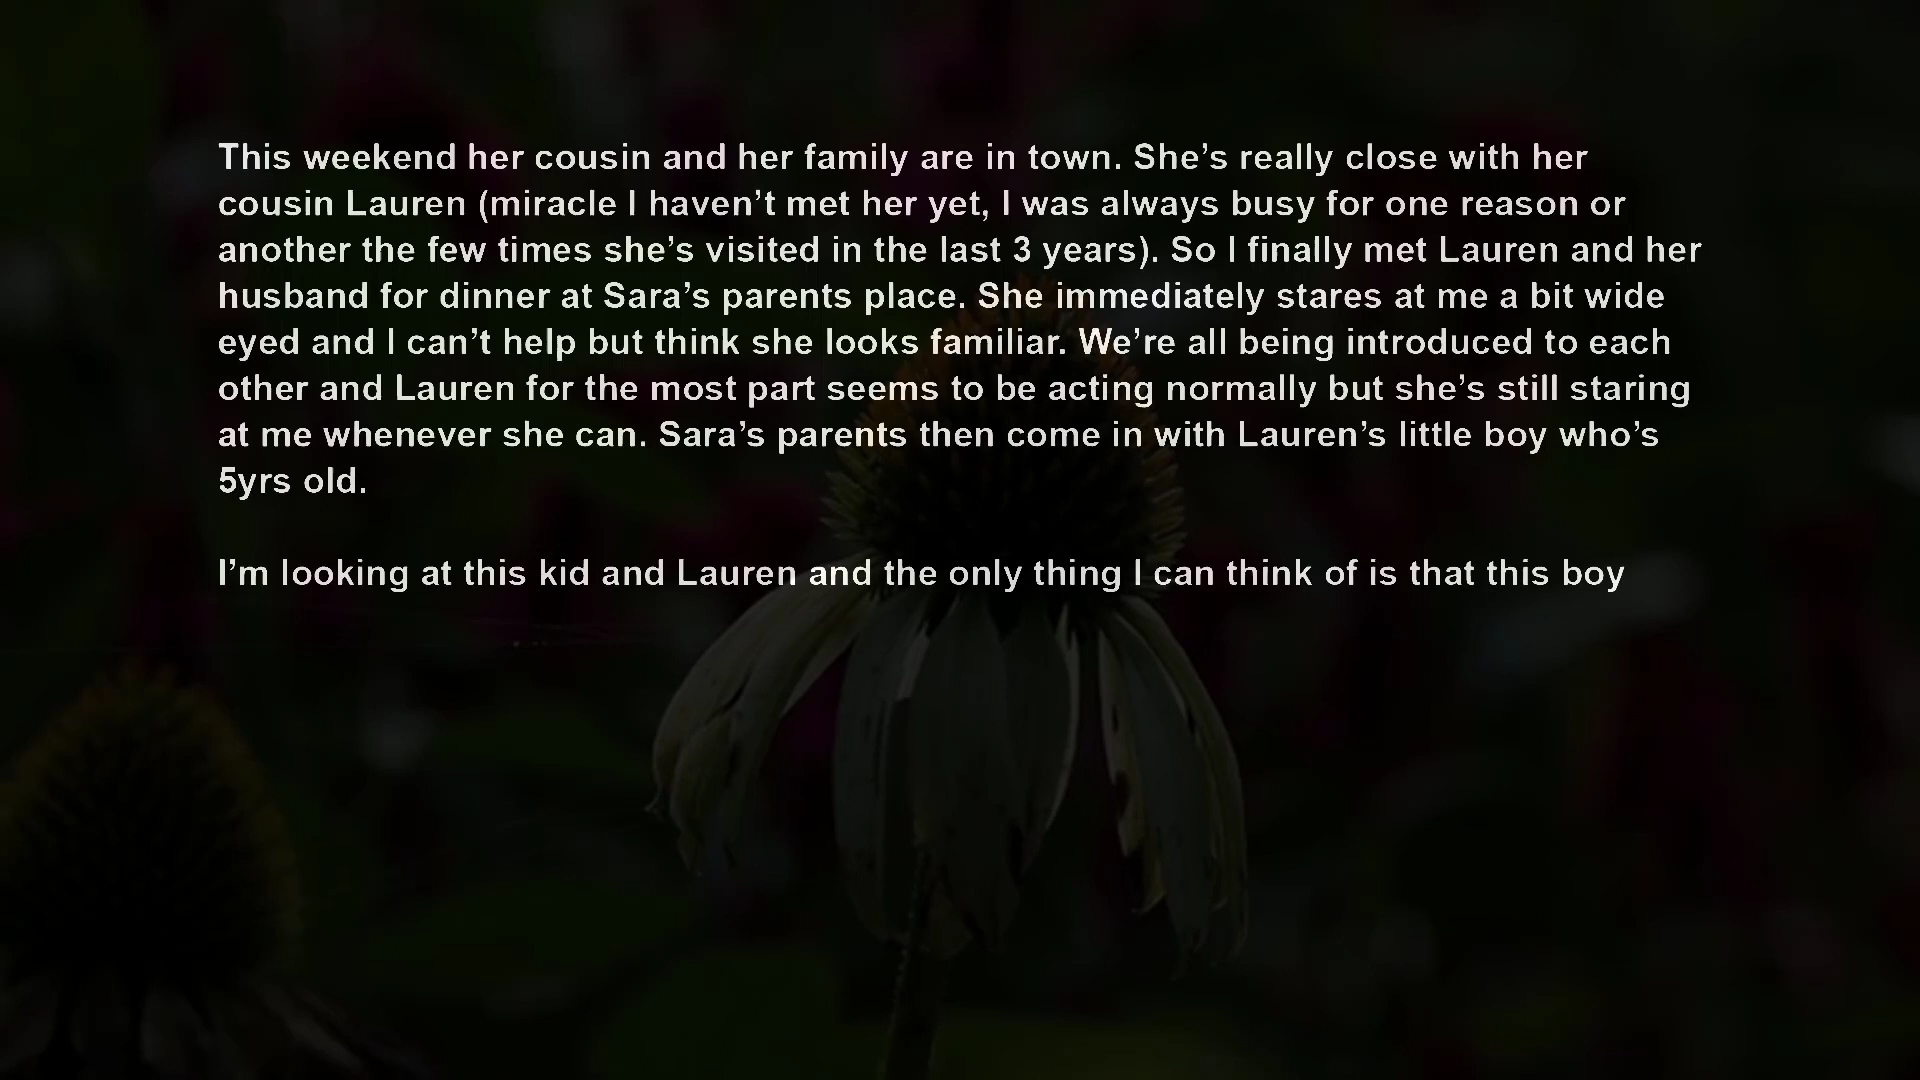 This weekend her cousin and her family are in town. She’s really close with her
cousin Lauren (miracle I haven’t met her yet, I was always busy for one reason or
another the few times she’s visited in the last 3 years). So I finally met Lauren and her
husband for dinner at Sara’s parents place. She immediately stares at me a bit wide
eyed and I can’t help but think she looks familiar. We’re all being introduced to each
other and Lauren for the most part seems to be acting normally but she’s still staring
at me whenever she can. Sara’s parents then come in with Lauren’s little boy who’s
5yrs old.
I’m looking at this kid and Lauren and the only thing I can think of is that this boy